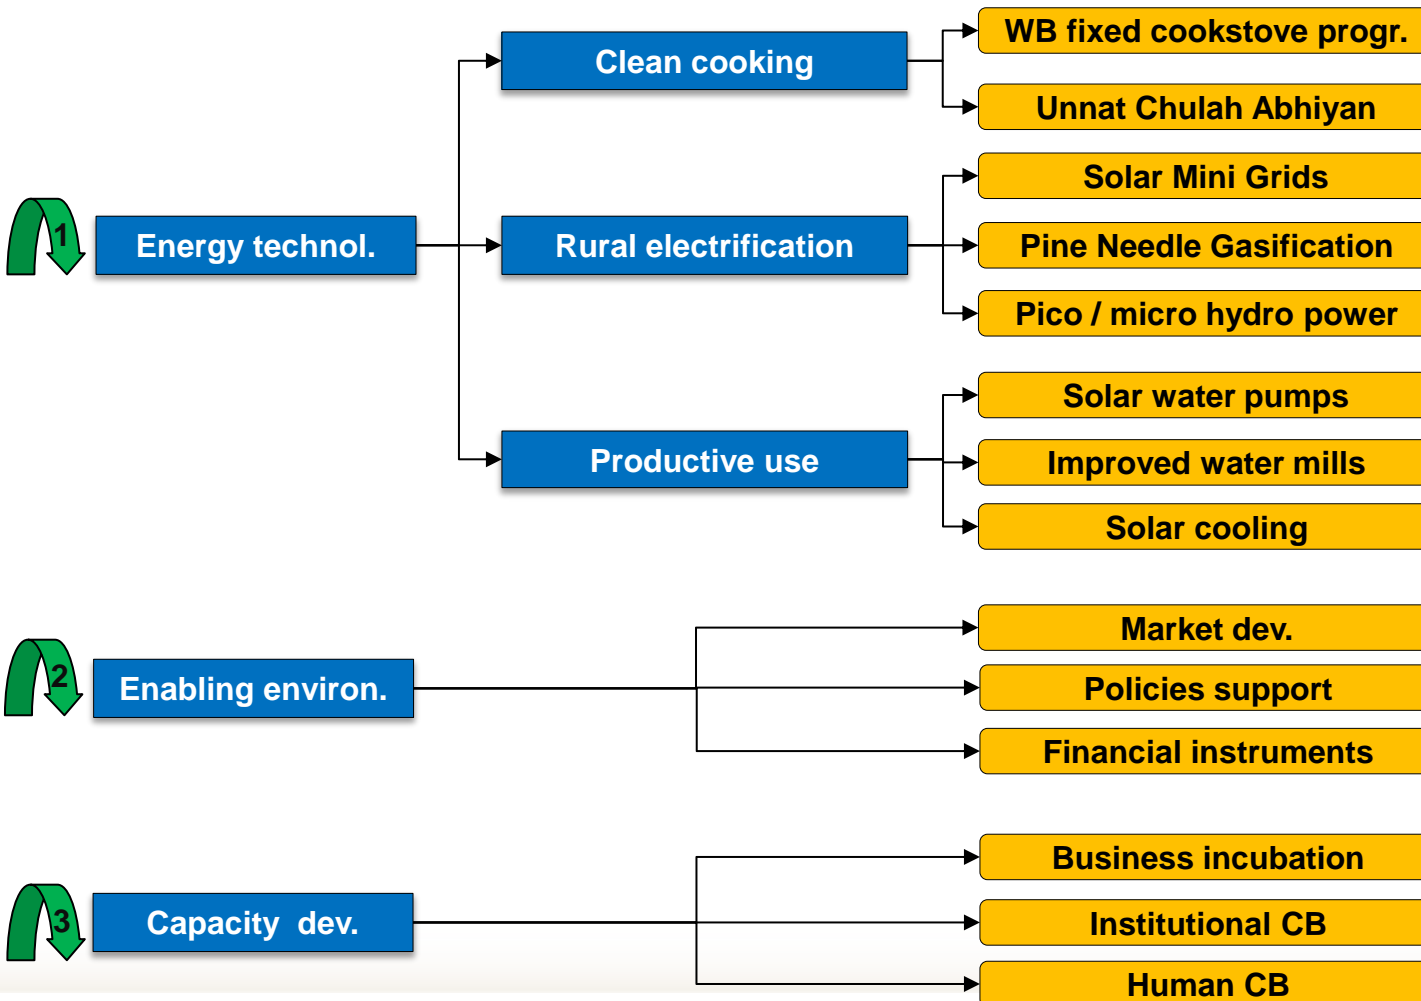 1
Energy technol.
Clean cooking
WB fixed cookstove progr.
Unnat Chulah Abhiyan
Rural electrification
Solar Mini Grids
Pine Needle Gasification
Pico / micro hydro power
Productive use
Solar water pumps
Improved water mills
Solar cooling
2
Enabling environ.
Market dev.
Policies support
Financial instruments
3
Capacity  dev.
Business incubation
Institutional CB
Human CB